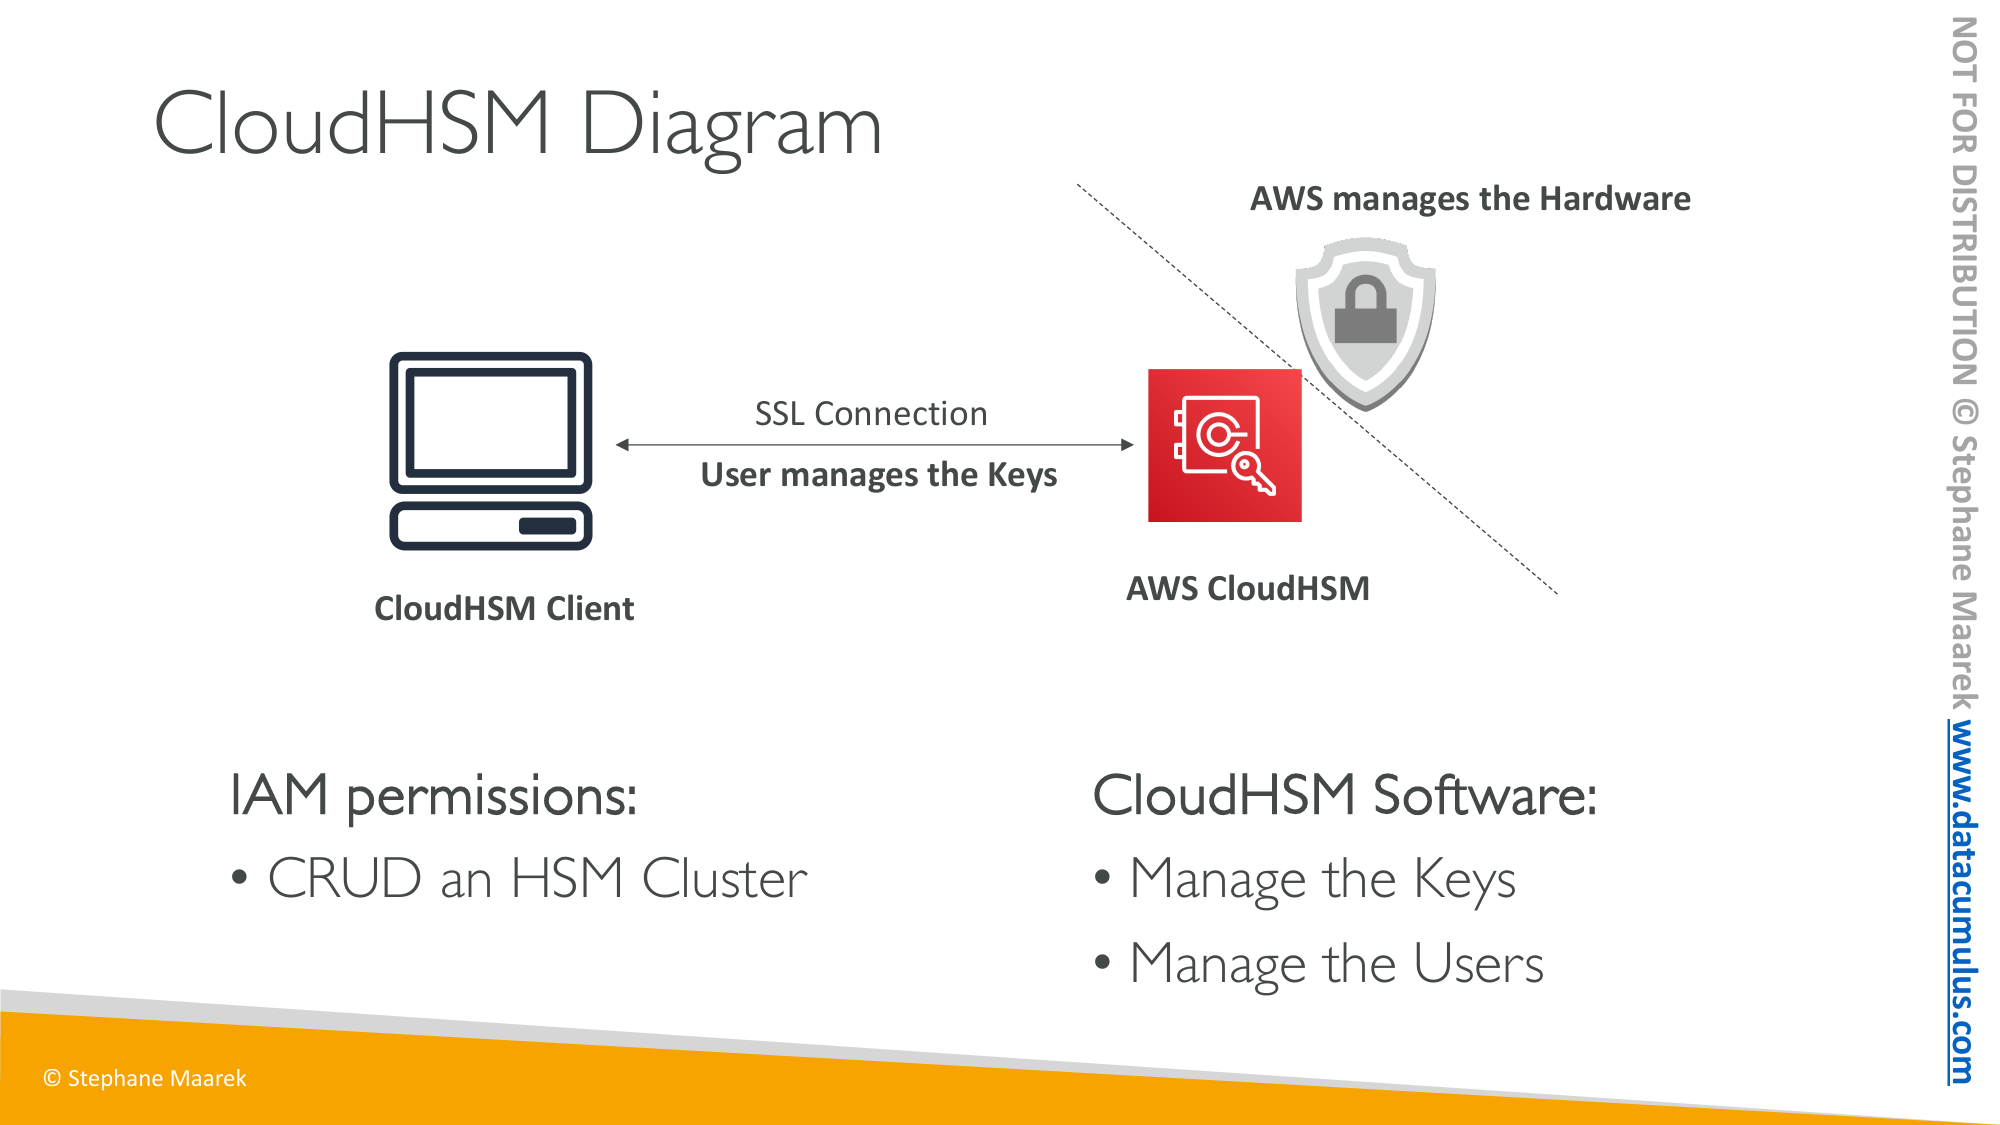 CloudHSM Diagram
AWS manages the Hardware
SSL Connection
User manages the Keys
CloudHSM Client
AWS CloudHSM
IAM permissions:
• CRUD an HSM Cluster
CloudHSM Software:
• Manage the Keys
• Manage the Users
© Stephane Maarek
NOT FOR DISTRIBUTION © Stephane Maarek www.datacumulus.com